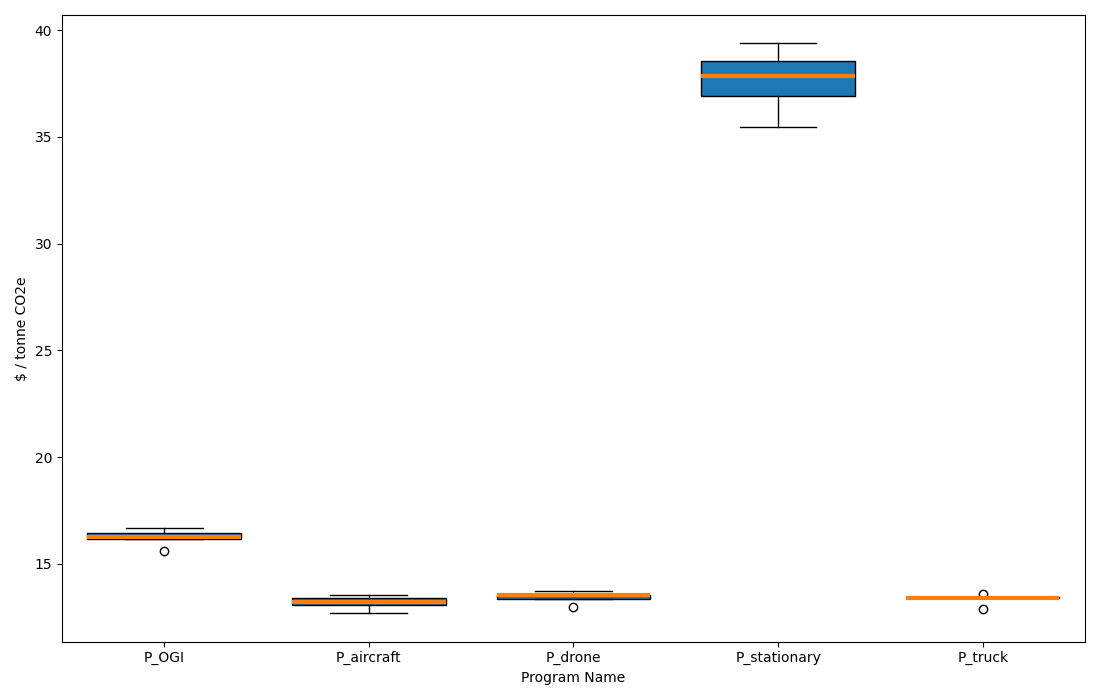 40
35
30
25
20
15
$ / tonne CO2e
P_OGI
P_aircraft
P_drone
P_stationary
P_truck
Program Name